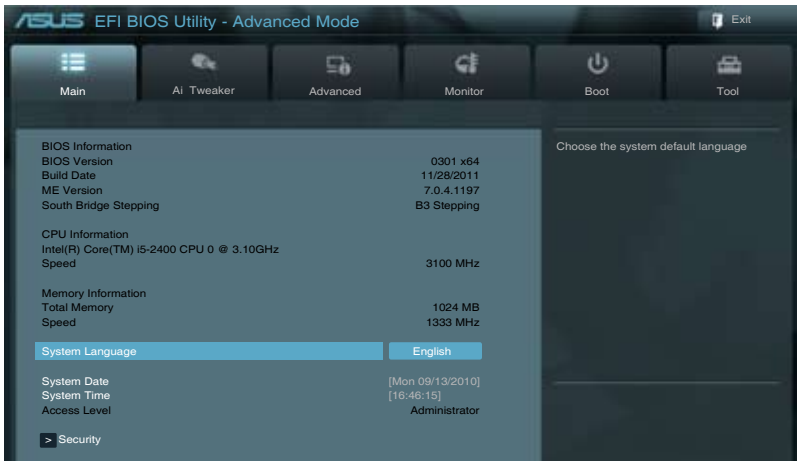 ASUS EFI BIOS Utility - Advanced Mode
Exit
Main
Ai Tweaker
Advanced
Monitor
Boot
Tool
BIOS Information
BIOS Version 0301 x64
Build Date 11/28/2011
ME Version 7.0.4.1197
South Bridge Stepping B3 Stepping
CPU Information
Intel(R) Core(TM) i5-2400 CPU 0 @ 3.10GHz
Speed 3100 MHz
Memory Information
Total Memory 1024 MB
Speed 1333 MHz
System Language English
System Date [Mon 09/13/2010]
System Time [16:46:15]
Access Level Administrator
> Security
Choose the system default language